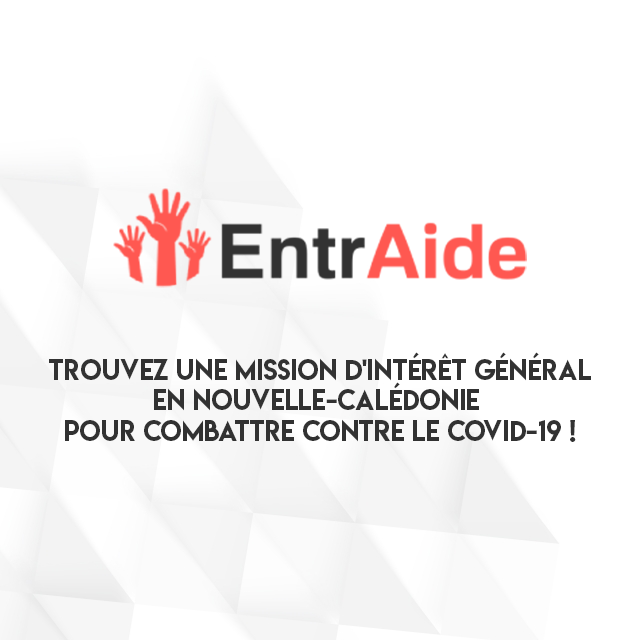 EntrAide
TROUVEZ UNE MISSION D'INTÉRÊT GÉNÉRAL
EN NOUVELLE-CALÉDONIE
POUR COMBATTRE CONTRE LE COVID-19 !